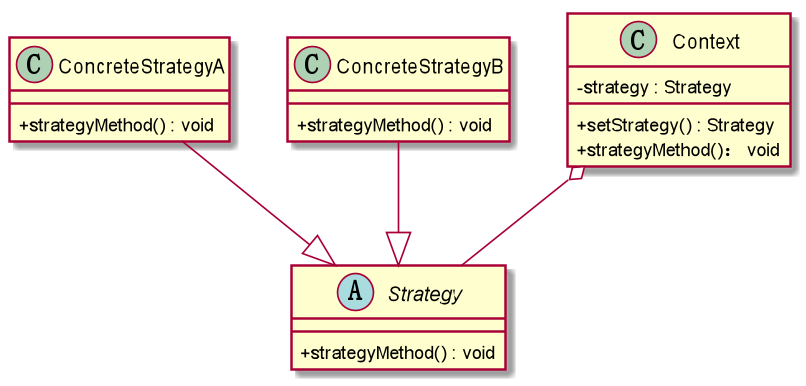 C ConcreteStrategyA
+strategyMethod() : void
C ConcreteStrategyB
+strategyMethod() : void
C Context
-strategy : Strategy
+setStrategy() : Strategy
+strategyMethod()： void
A Strategy
+strategyMethod() : void